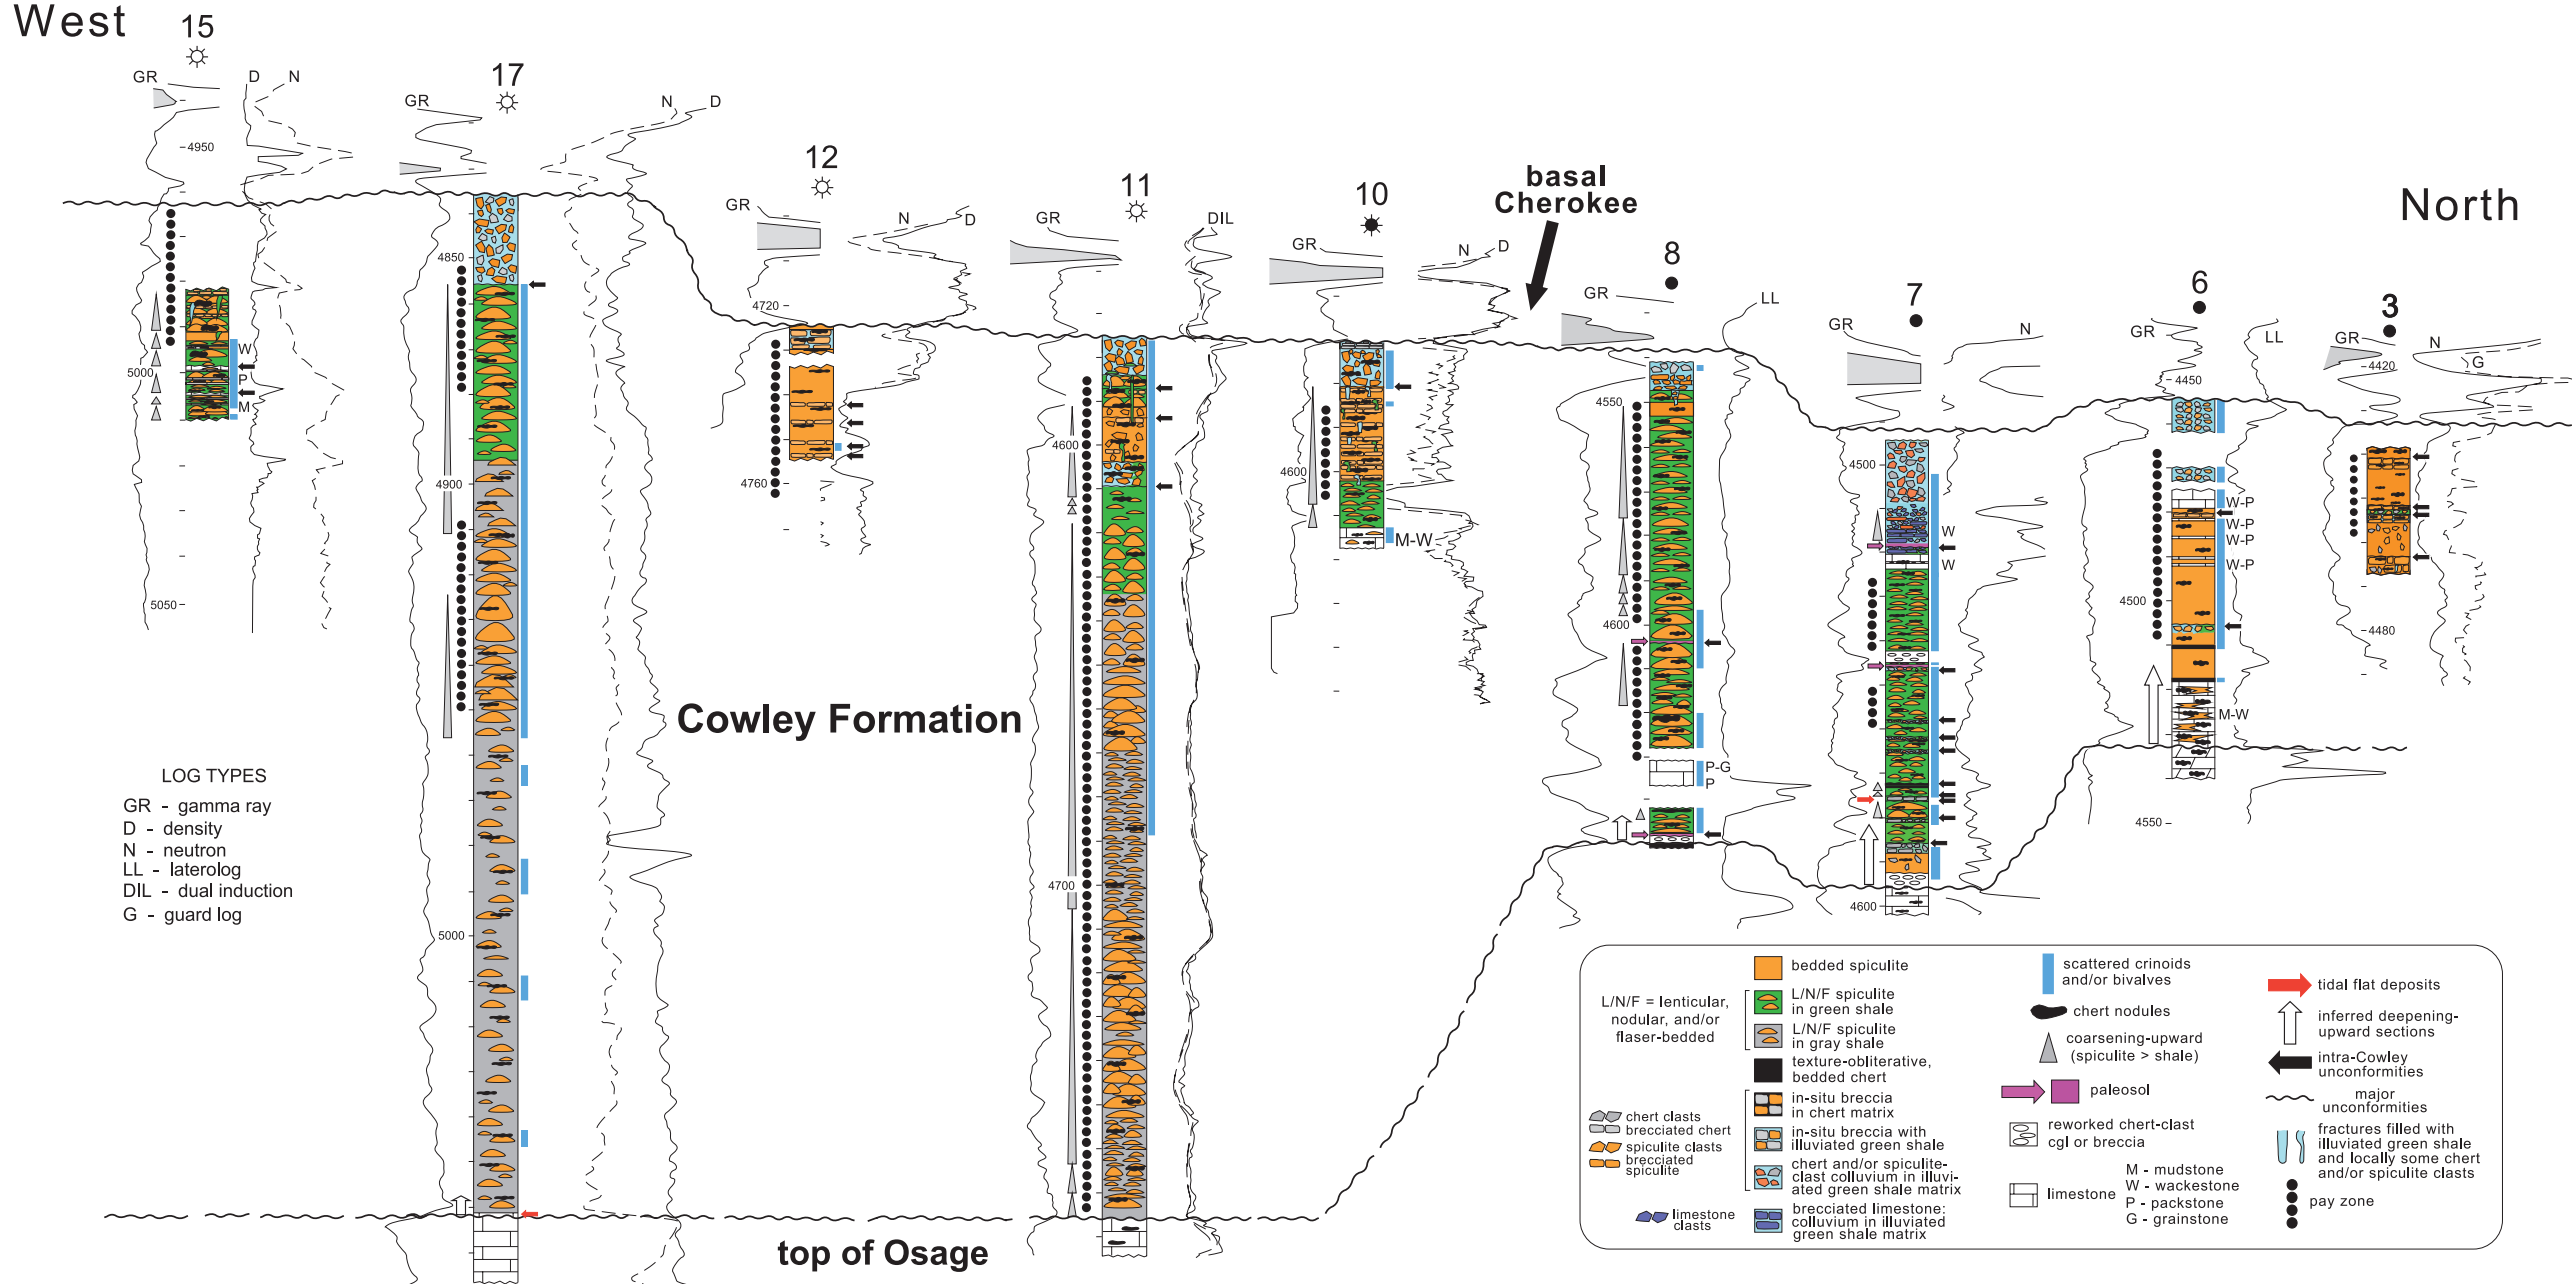 West
North
15
GR
D
N
4950
5000
5050
W
P
M
17
GR
N
D
4850
4900
5000
12
GR
N
D
4720
4760
11
GR
DIL
4600
4700
10
GR
N
D
4600
M-W
basal
Cherokee
8
GR
LL
4550
4600
P-G
P
7
GR
N
4500
4600
W
W
6
GR
LL
4450
4500
4550
W-P
W-P
W-P
W-P
M-W
3
GR
N
G
4420
4480
Cowley Formation
top of Osage
LOG TYPES
GR - gamma ray
D - density
N - neutron
LL - laterolog
DIL - dual induction
G - guard log
L/N/F = lenticular,
nodular, and/or
flaser-bedded
chert clasts
brecciated chert
spiculite clasts
brecciated
spiculite
limestone
clasts
bedded spiculite
L/N/F spiculite
in green shale
L/N/F spiculite
in gray shale
texture-obliterative,
bedded chert
in-situ breccia
in chert matrix
in-situ breccia with
illuviated green shale
chert and/or spiculite-
clast colluvium in illuvi-
ated green shale matrix
brecciated limestone:
colluvium in illuviated
green shale matrix
scattered crinoids
and/or bivalves
chert nodules
coarsening-upward
(spiculite > shale)
paleosol
reworked chert-clast
cgl or breccia
limestone
M - mudstone
W - wackestone
P - packstone
G - grainstone
tidal flat deposits
inferred deepening-
upward sections
intra-Cowley
unconformities
major
unconformities
fractures filled with
illuviated green shale
and locally some chert
and/or spiculite clasts
pay zone